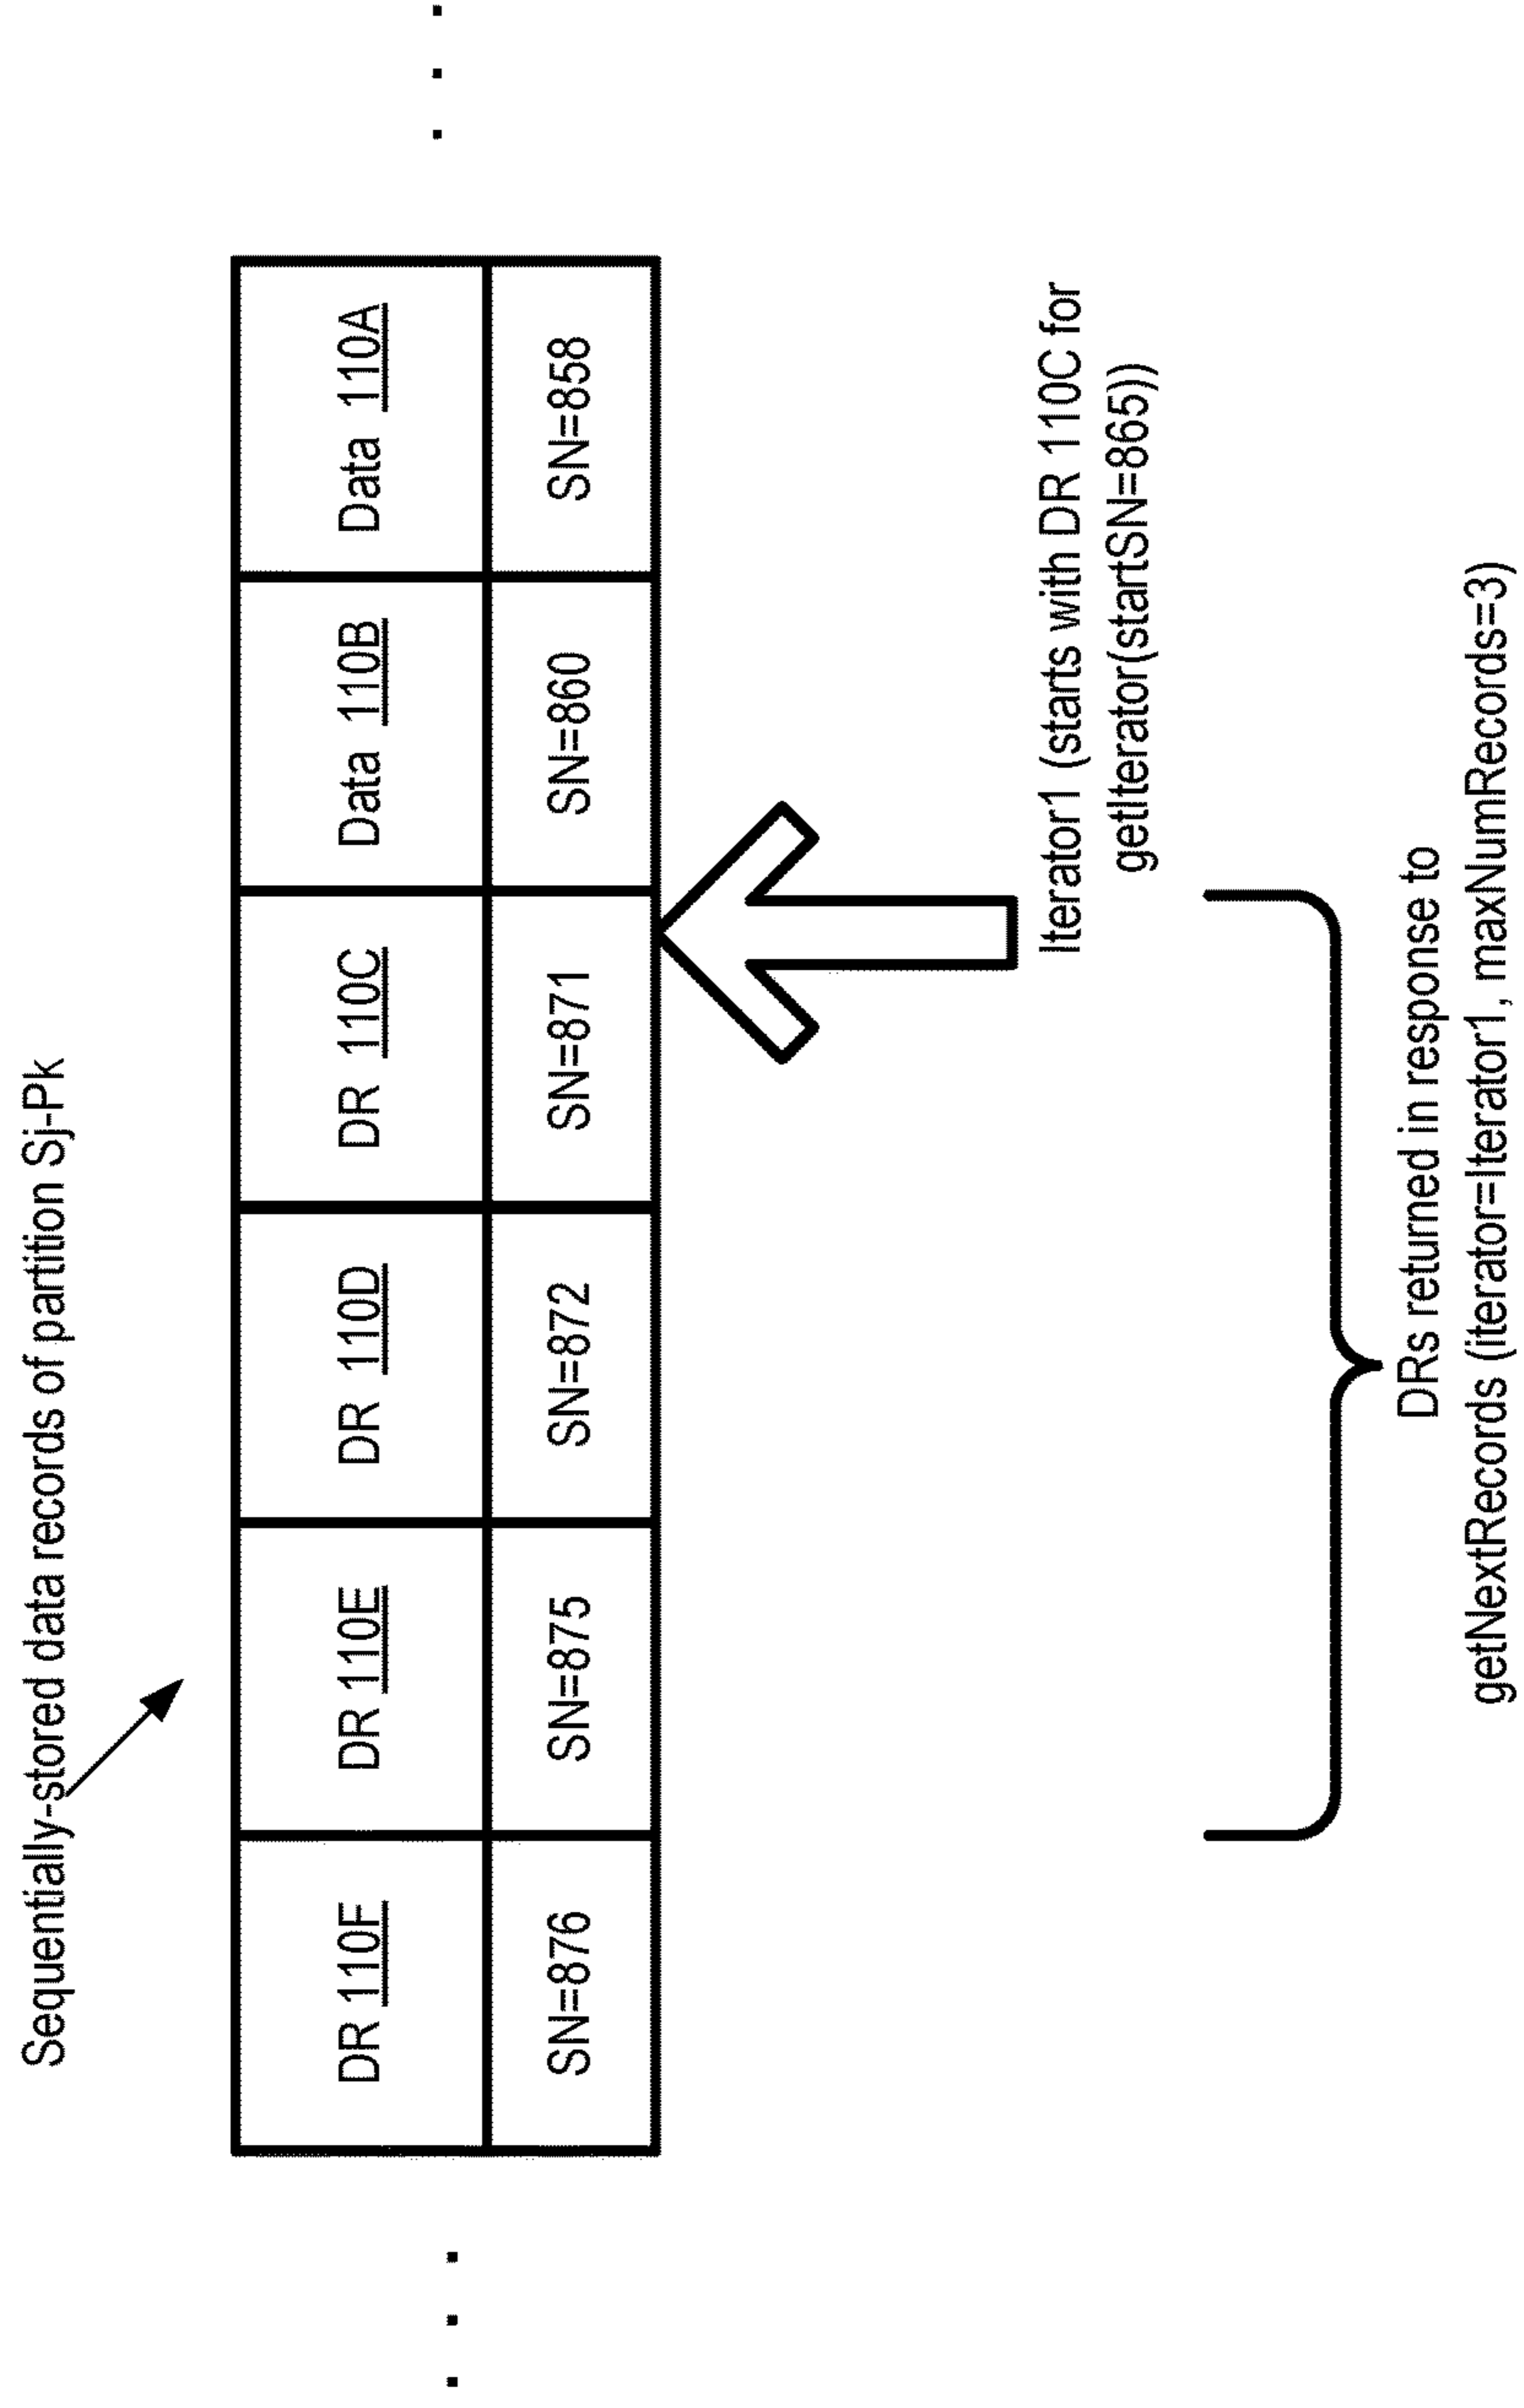 Sequentially-stored data records of partition Sj-Pk
DR 110F
DR 110E
DR 110D
DR 110C
Data 110B
Data 110A
SN=876
SN=875
SN=872
SN=871
SN=860
SN=858
Iterator1 (starts with DR 110C for
getIterator(startSN=865))
DRs returned in response to
getNextRecords (iterator=Iterator1, maxNumRecords=3)